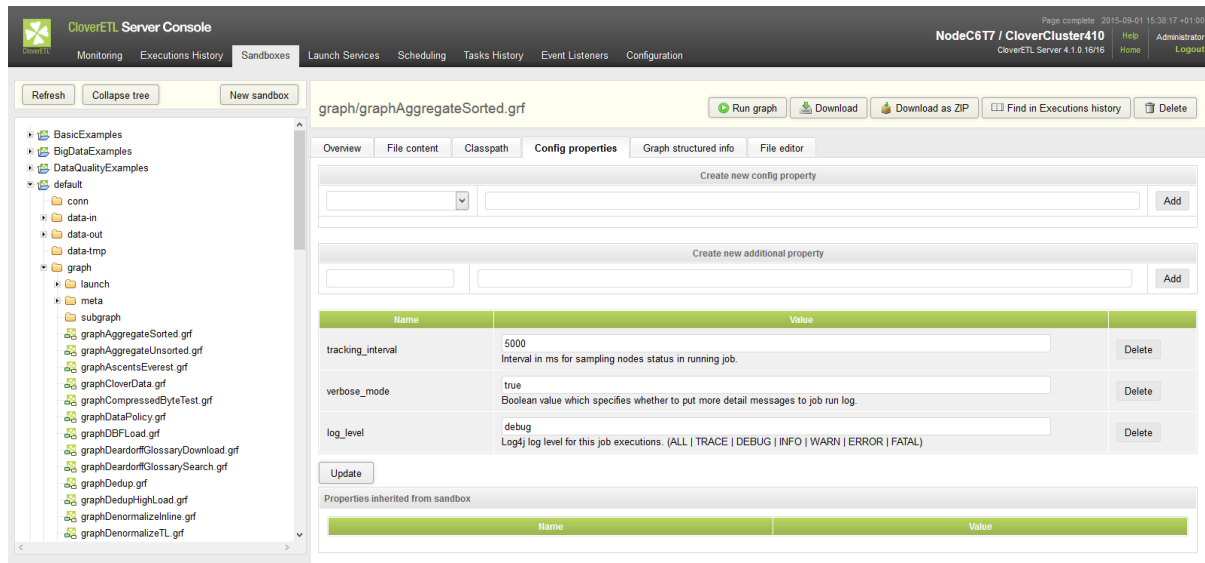 Page complete 2015-09-01 15:38:17 +01:00
CloverETL Server Console
NodeC6T7 / CloverCluster410 Help Administrator
CloverETL Server 4.1.0.16/16 Home Logout
CloverETL
Monitoring Executions History Sandboxes Launch Services Scheduling Tasks History Event Listeners Configuration
Refresh Collapse tree New sandbox
BasicExamples
BigDataExamples
DataQualityExamples
default
conn
data-in
data-out
data-tmp
graph
launch
meta
subgraph
graphAggregateSorted.grf
graphAggregateUnsorted.grf
graphAscentsEverest.grf
graphCloverData.grf
graphCompressedByteTest.grf
graphDataPolicy.grf
graphDBFLoad.grf
graphDeardorffGlossaryDownload.grf
graphDeardorffGlossarySearch.grf
graphDedup.grf
graphDedupHighLoad.grf
graphDenormalizeInline.grf
graphDenormalizeTL.grf
graph/graphAggregateSorted.grf Run graph Download Download as ZIP Find in Executions history Delete
Overview File content Classpath Config properties Graph structured info File editor
Create new config property
Add
Create new additional property
Add
Name Value
tracking_interval 5000 Delete
Interval in ms for sampling nodes status in running job.
verbose_mode true Delete
Boolean value which specifies whether to put more detail messages to job run log.
log_level debug Delete
Log4j log level for this job executions. (ALL | TRACE | DEBUG | INFO | WARN | ERROR | FATAL)
Update
Properties inherited from sandbox
Name Value